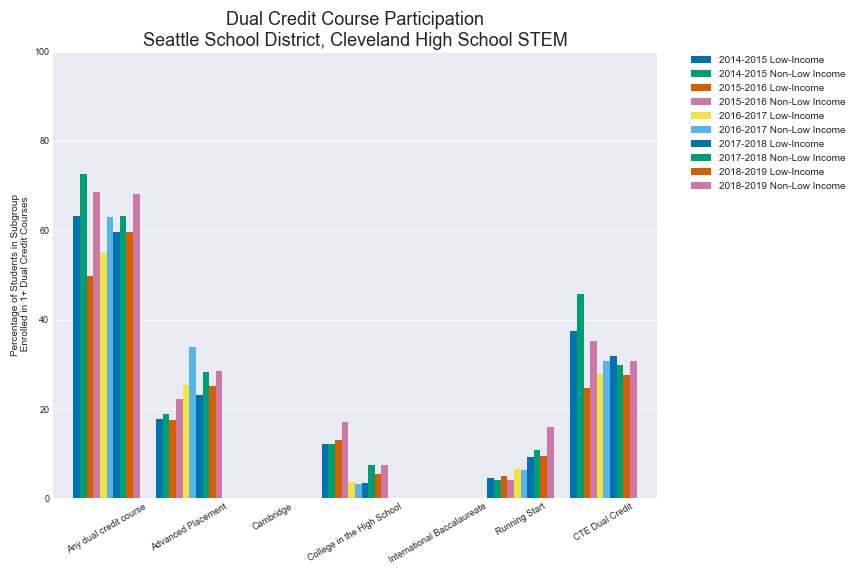 Dual Credit Course Participation
Seattle School District, Cleveland High School STEM
Percentage of Students in Subgroup
Enrolled in 1+ Dual Credit Courses
100
80
60
40
20
0
Any dual credit course
Advanced Placement
Cambridge
College in the High School
International Baccalaureate
Running Start
CTE Dual Credit
2014-2015 Low-Income
2014-2015 Non-Low Income
2015-2016 Low-Income
2015-2016 Non-Low Income
2016-2017 Low-Income
2016-2017 Non-Low Income
2017-2018 Low-Income
2017-2018 Non-Low Income
2018-2019 Low-Income
2018-2019 Non-Low Income